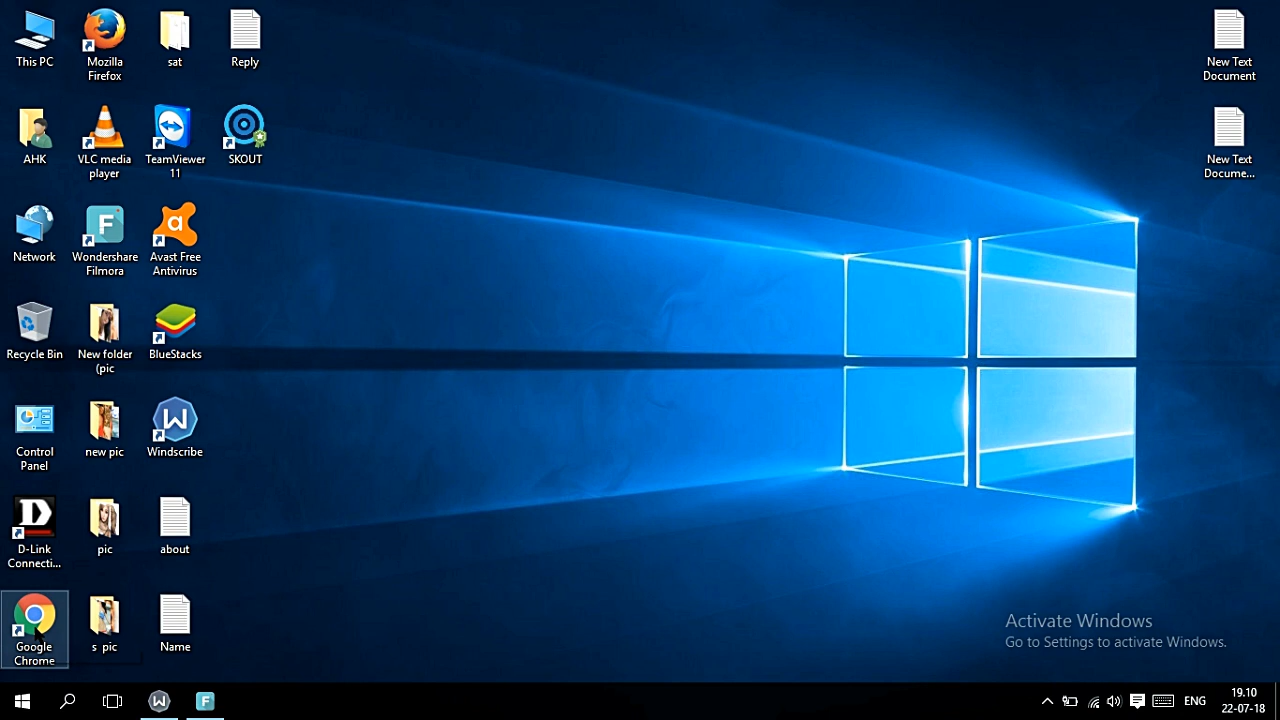 This PC
Mozilla
Firefox
sat
Reply
New Text
Document
AHK
VLC media
player
TeamViewer
11
SKOUT
New Text
Docume...
Network
Wondershare
Filmora
Avast Free
Antivirus
Recycle Bin
New folder
(pic
BlueStacks
Control
Panel
new pic
Windscribe
D-Link
Connecti...
pic
about
Google
Chrome
s pic
Name
Activate Windows
Go to Settings to activate Windows.
ENG
19.10
22-07-18